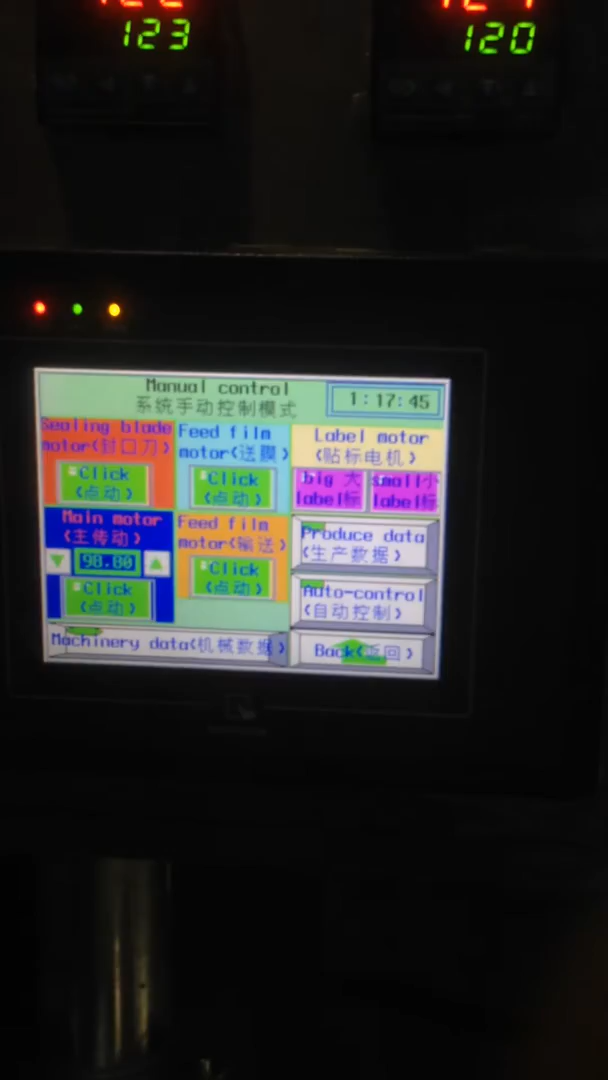 123
120
Manual control
系统手动控制模式
1:17:45
Sealing blade
motor(封口刀)
Click
(点动)
Feed film
motor(送膜)
Click
(点动)
Label motor
(贴标电机)
big 大
label标
small小
label标
Main motor
(主传动)
98.80
Click
(点动)
Feed film
motor(输送)
Click
(点动)
Produce data
(生产数据)
Auto-control
(自动控制)
Machinery data(机械数据)
Back(返回)